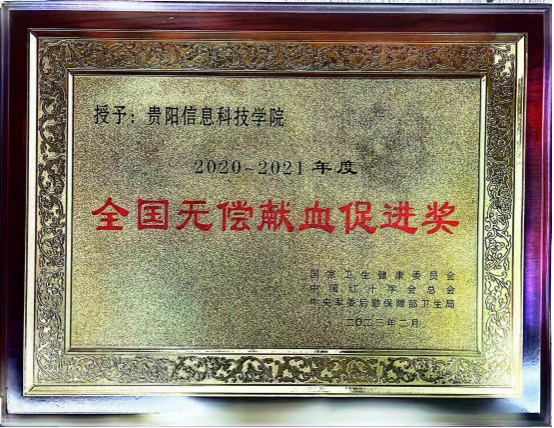 授予：贵阳信息科技学院
2020-2021年度
全国无偿献血促进奖
国家卫生健康委员会
中国红十字会总会
中央军委后勤保障部卫生局
二〇二三年二月